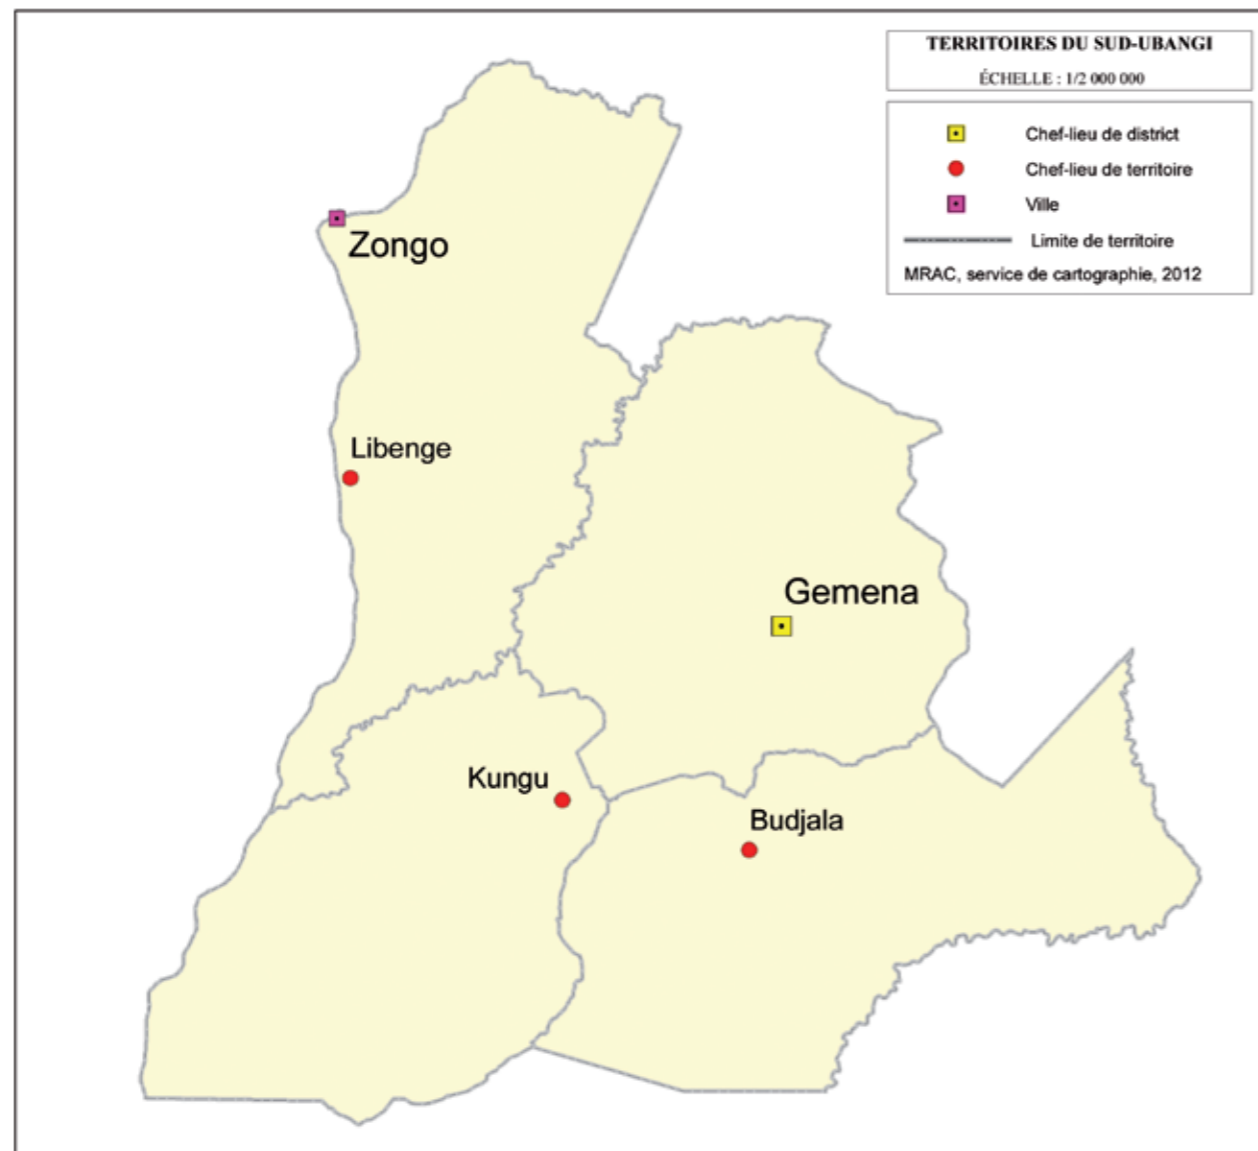 TERRITOIRES DU SUD-UBANGI
ÉCHELLE : 1/2 000 000
Chef-lieu de district
Chef-lieu de territoire
Ville
Limite de territoire
MRAC, service de cartographie, 2012
Zongo
Libenge
Gemena
Kungu
Budjala